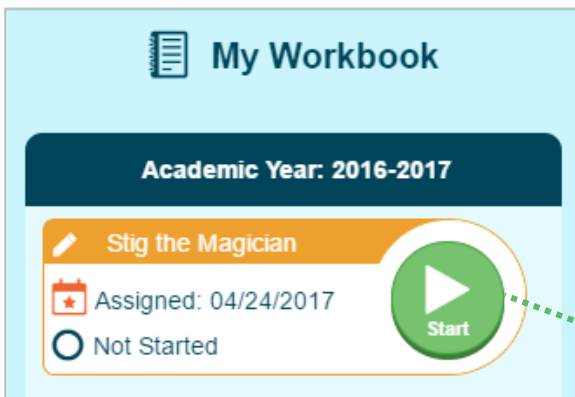 My Workbook
Academic Year: 2016-2017
Stig the Magician
Assigned: 04/24/2017
Start
Not Started